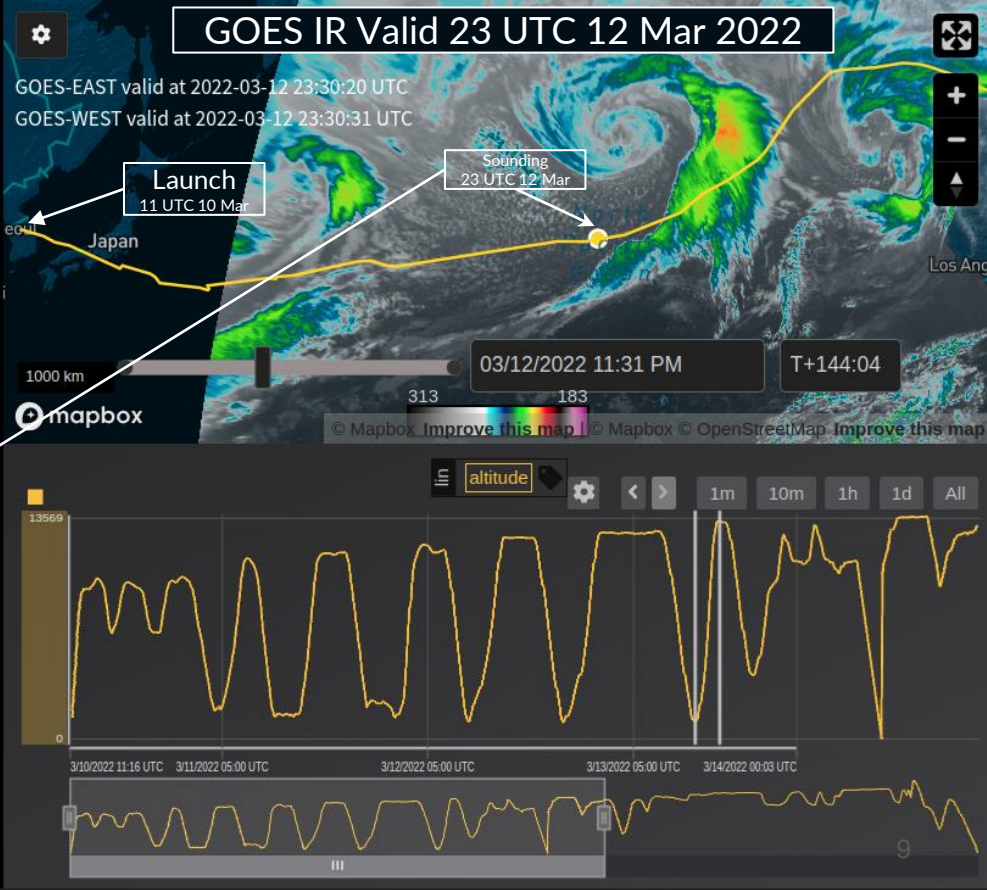 GOES IR Valid 23 UTC 12 Mar 2022
GOES-EAST valid at 2022-03-12 23:30:20 UTC
GOES-WEST valid at 2022-03-12 23:30:31 UTC
Launch
11 UTC 10 Mar
Sounding
23 UTC 12 Mar
Japan
Los Ang
1000 km
03/12/2022 11:31 PM
T+144:04
313
183
mapbox
© Mapbox Improve this map | © Mapbox © OpenStreetMap Improve this map
lin
altitude
1m
10m
1h
1d
All
13569
0
3/10/2022 11:16 UTC
3/11/2022 05:00 UTC
3/12/2022 05:00 UTC
3/13/2022 05:00 UTC
3/14/2022 00:03 UTC
9